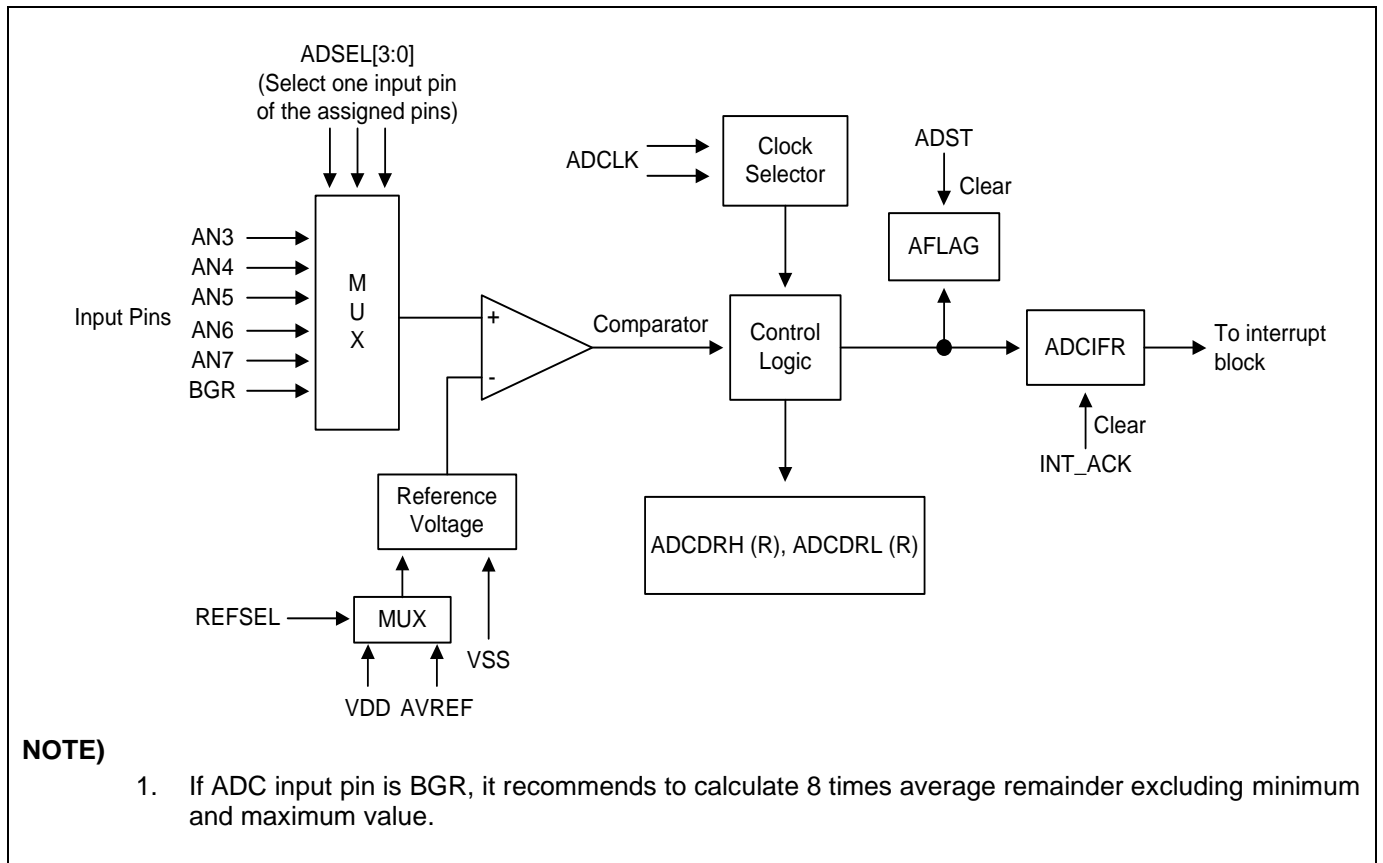 ADSEL[3:0]
(Select one input pin
of the assigned pins)
ADCLK
Clock
Selector
ADST
Clear
AFLAG
Input Pins
AN3
AN4
AN5
AN6
AN7
BGR
M
U
X
+
-
Comparator
Control
Logic
ADCIFR
To interrupt
block
Clear
INT_ACK
Reference
Voltage
ADCDRH (R), ADCDRL (R)
REFSEL
MUX
VSS
VDD AVREF
NOTE)
1. If ADC input pin is BGR, it recommends to calculate 8 times average remainder excluding minimum
and maximum value.